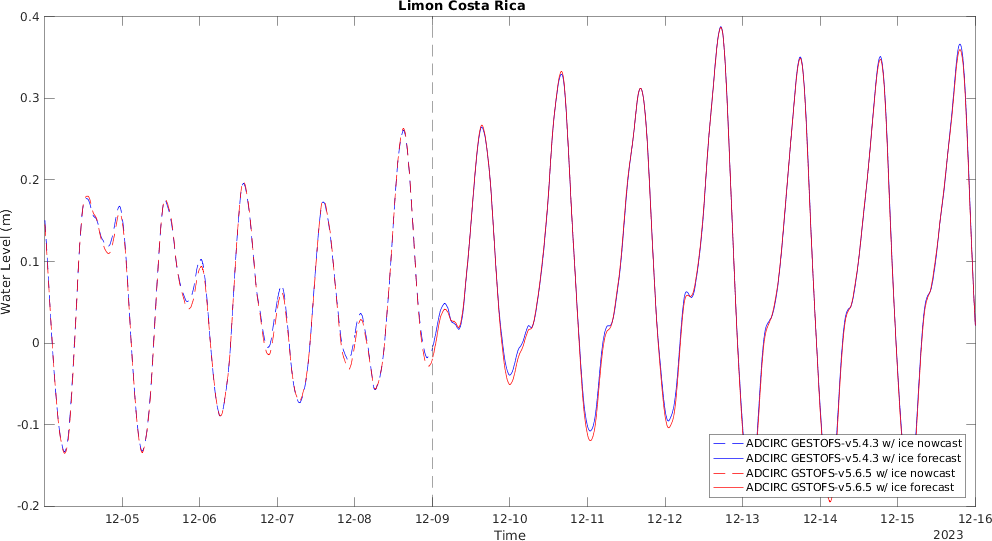 Limon Costa Rica
0.4
0.3
0.2
0.1
0
-0.1
-0.2
Water Level (m)
ADCIRC GESTOFS-v5.4.3 w/ ice nowcast
ADCIRC GESTOFS-v5.4.3 w/ ice forecast
ADCIRC GSTOFS-v5.6.5 w/ ice nowcast
ADCIRC GSTOFS-v5.6.5 w/ ice forecast
12-05 12-06 12-07 12-08 12-09 12-10 12-11 12-12 12-13 12-14 12-15 12-16
Time
2023